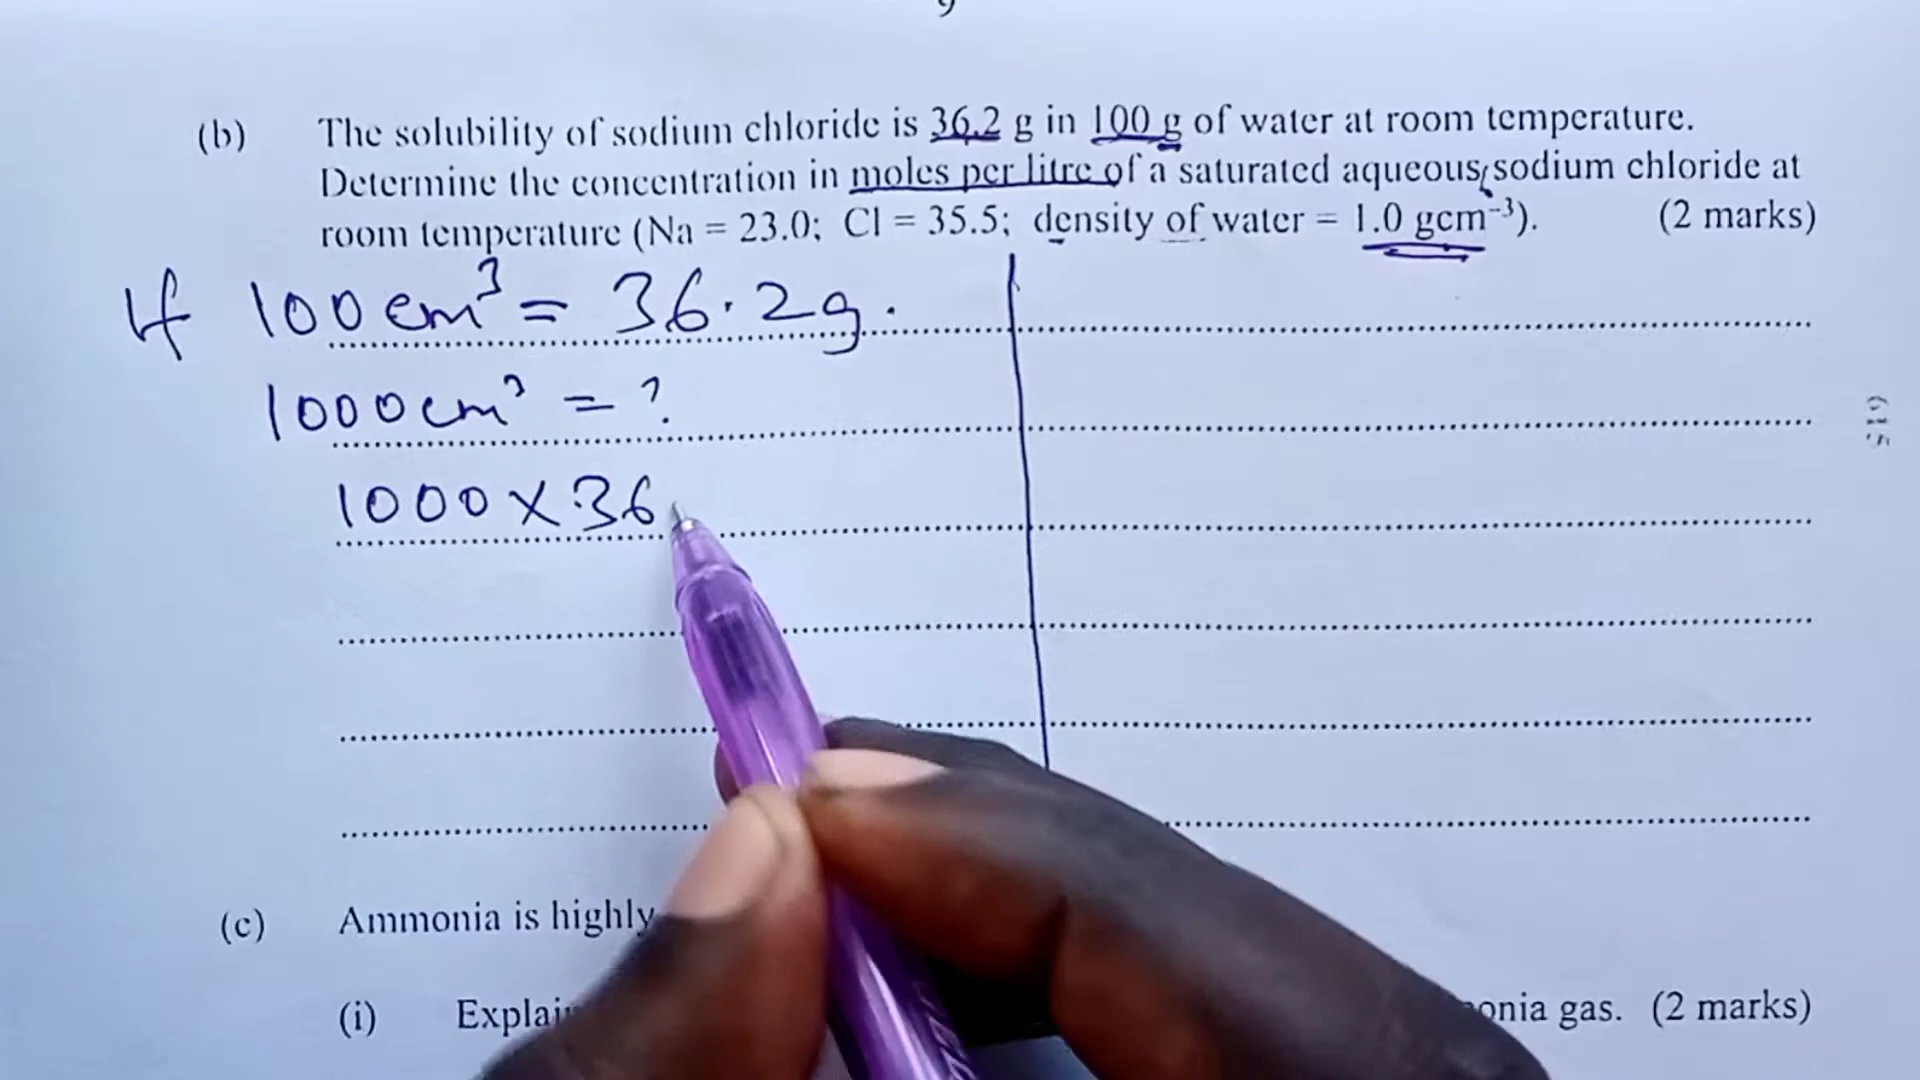 9
(b) The solubility of sodium chloride is 36.2 g in 100 g of water at room temperature.
Determine the concentration in moles per litre of a saturated aqueous sodium chloride at
room temperature (Na = 23.0; Cl = 35.5; density of water = 1.0 gcm⁻³). (2 marks)
If 100 cm³ = 36.2g.
1000 cm³ = ?
1000 x 36
615
(c) Ammonia is highly
(i) Explain gas. (2 marks)